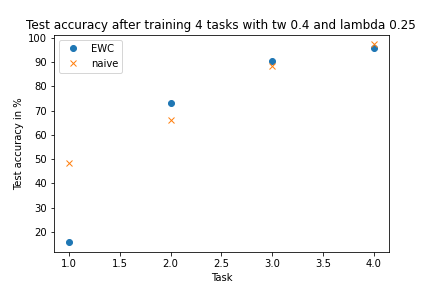 Test accuracy after training 4 tasks with tw 0.4 and lambda 0.25
EWC
naive
Test accuracy in %
100
90
80
70
60
50
40
30
20
1.0 1.5 2.0 2.5 3.0 3.5 4.0
Task